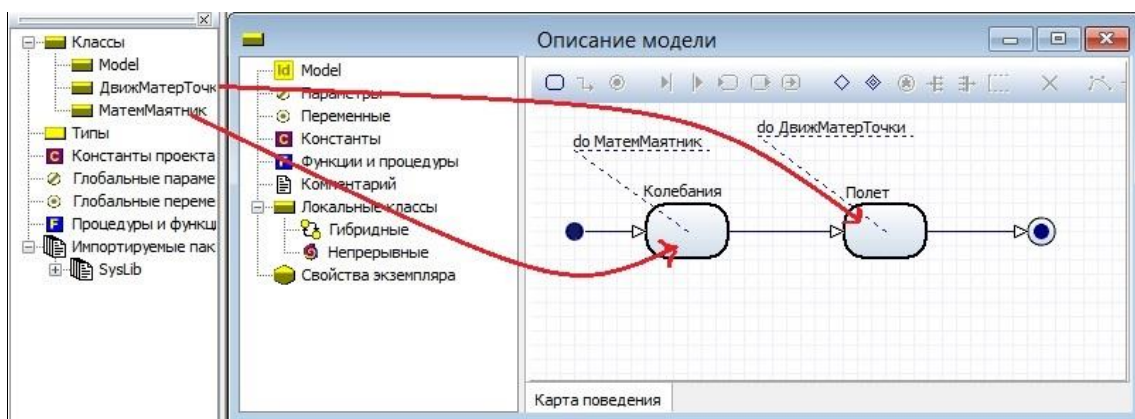 Классы
Model
ДвижМатерТочк
МатемМаятник
Типы
Константы проекта
Глобальные параме
Глобальные переме
Процедуры и функц
Импортируемые пак
SysLib
Описание модели
Id Model
Параметры
Переменные
C Константы
F Функции и процедуры
Комментарий
Локальные классы
Гибридные
Непрерывные
Свойства экземпляра
do МатемМаятник
do ДвижМатерТочки
Колебания
Полет
Карта поведения